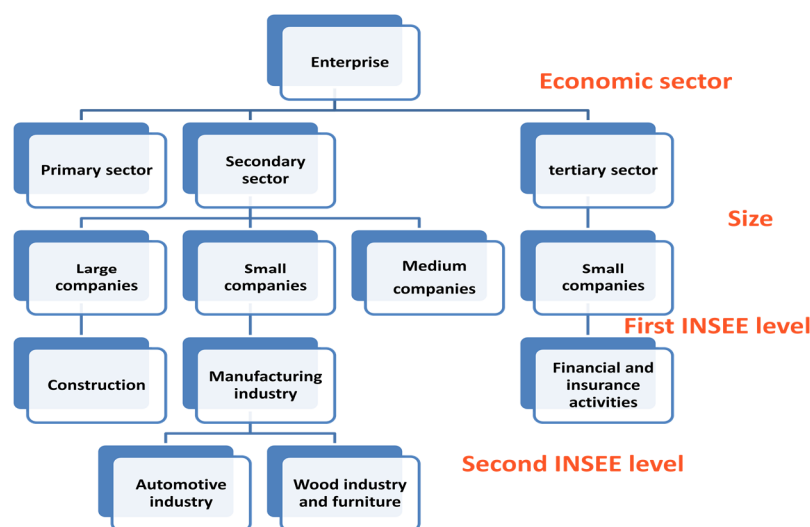 Enterprise
Economic sector
Primary sector
Secondary
sector
tertiary sector
Size
Large
companies
Small
companies
Medium
companies
Small
companies
First INSEE level
Construction
Manufacturing
industry
Financial and
insurance
activities
Second INSEE level
Automotive
industry
Wood industry
and furniture